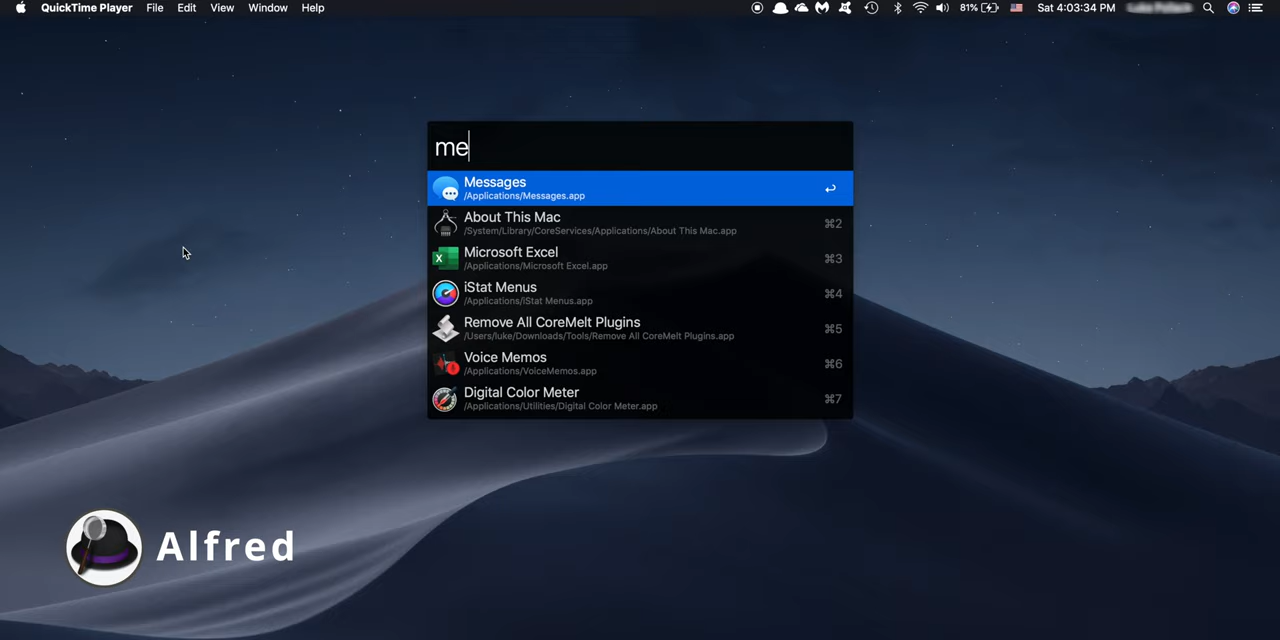 QuickTime Player File Edit View Window Help 81% Sat 4:03:34 PM
me
Messages
/Applications/Messages.app
About This Mac ⌘2
/System/Library/CoreServices/Applications/About This Mac.app
Microsoft Excel ⌘3
/Applications/Microsoft Excel.app
iStat Menus ⌘4
/Applications/iStat Menus.app
Remove All CoreMelt Plugins ⌘5
/Users/luke/Downloads/Tools/Remove All CoreMelt Plugins.app
Voice Memos ⌘6
/Applications/VoiceMemos.app
Digital Color Meter ⌘7
/Applications/Utilities/Digital Color Meter.app
Alfred